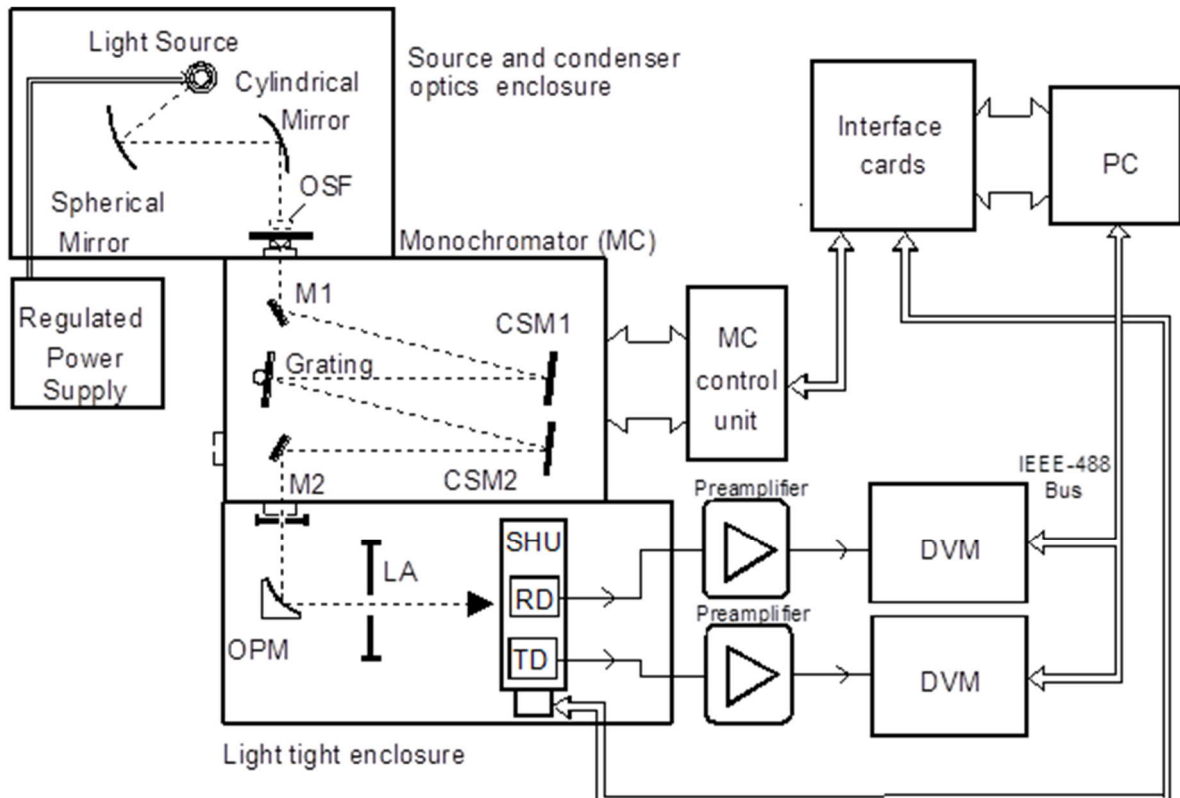 Light Source
Source and condenser
optics enclosure
Cylindrical
Mirror
OSF
Spherical
Mirror
Interface
cards
PC
Monochromator (MC)
Regulated
Power
Supply
M1
CSM1
Grating
MC
control
unit
M2
CSM2
IEEE-488
Bus
Preamplifier
DVM
SHU
LA
RD
Preamplifier
OPM
TD
DVM
Light tight enclosure